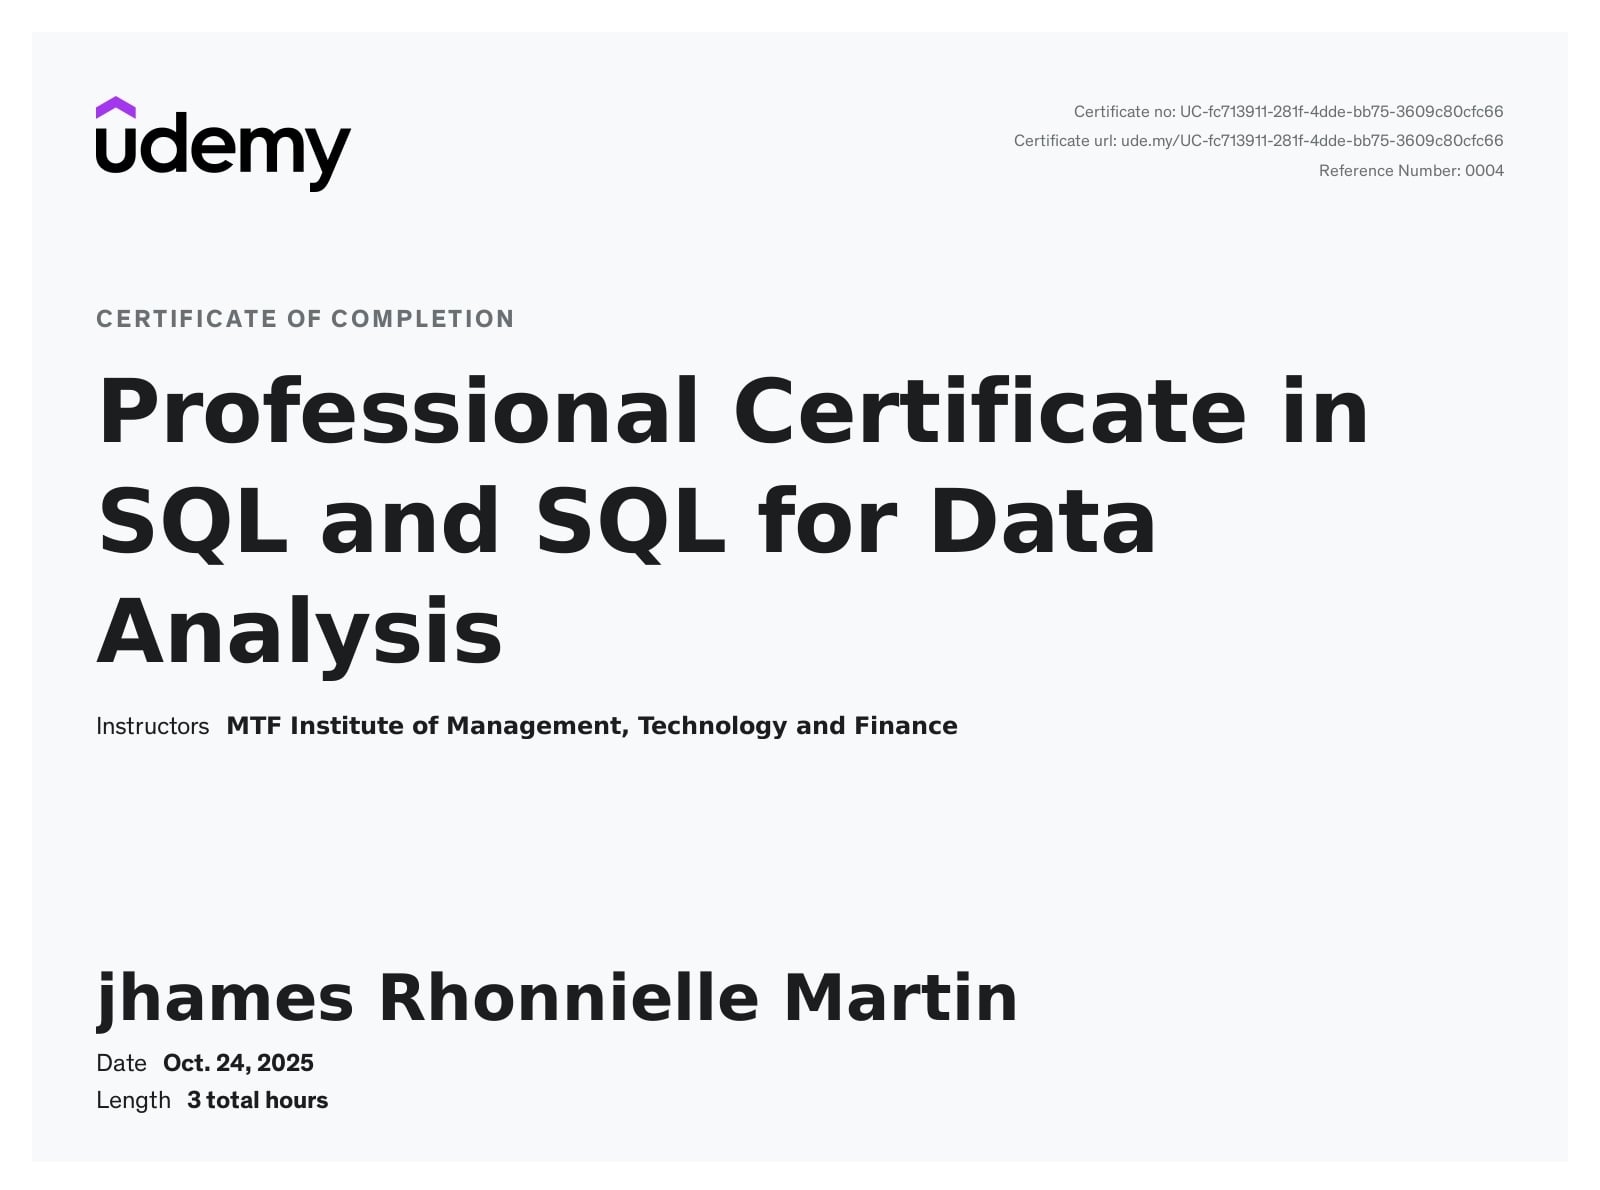 udemy
Certificate no: UC-fc713911-281f-4dde-bb75-3609c80cfc66
Certificate url: ude.my/UC-fc713911-281f-4dde-bb75-3609c80cfc66
Reference Number: 0004
CERTIFICATE OF COMPLETION
Professional Certificate in
SQL and SQL for Data
Analysis
Instructors MTF Institute of Management, Technology and Finance
jhames Rhonnielle Martin
Date Oct. 24, 2025
Length 3 total hours